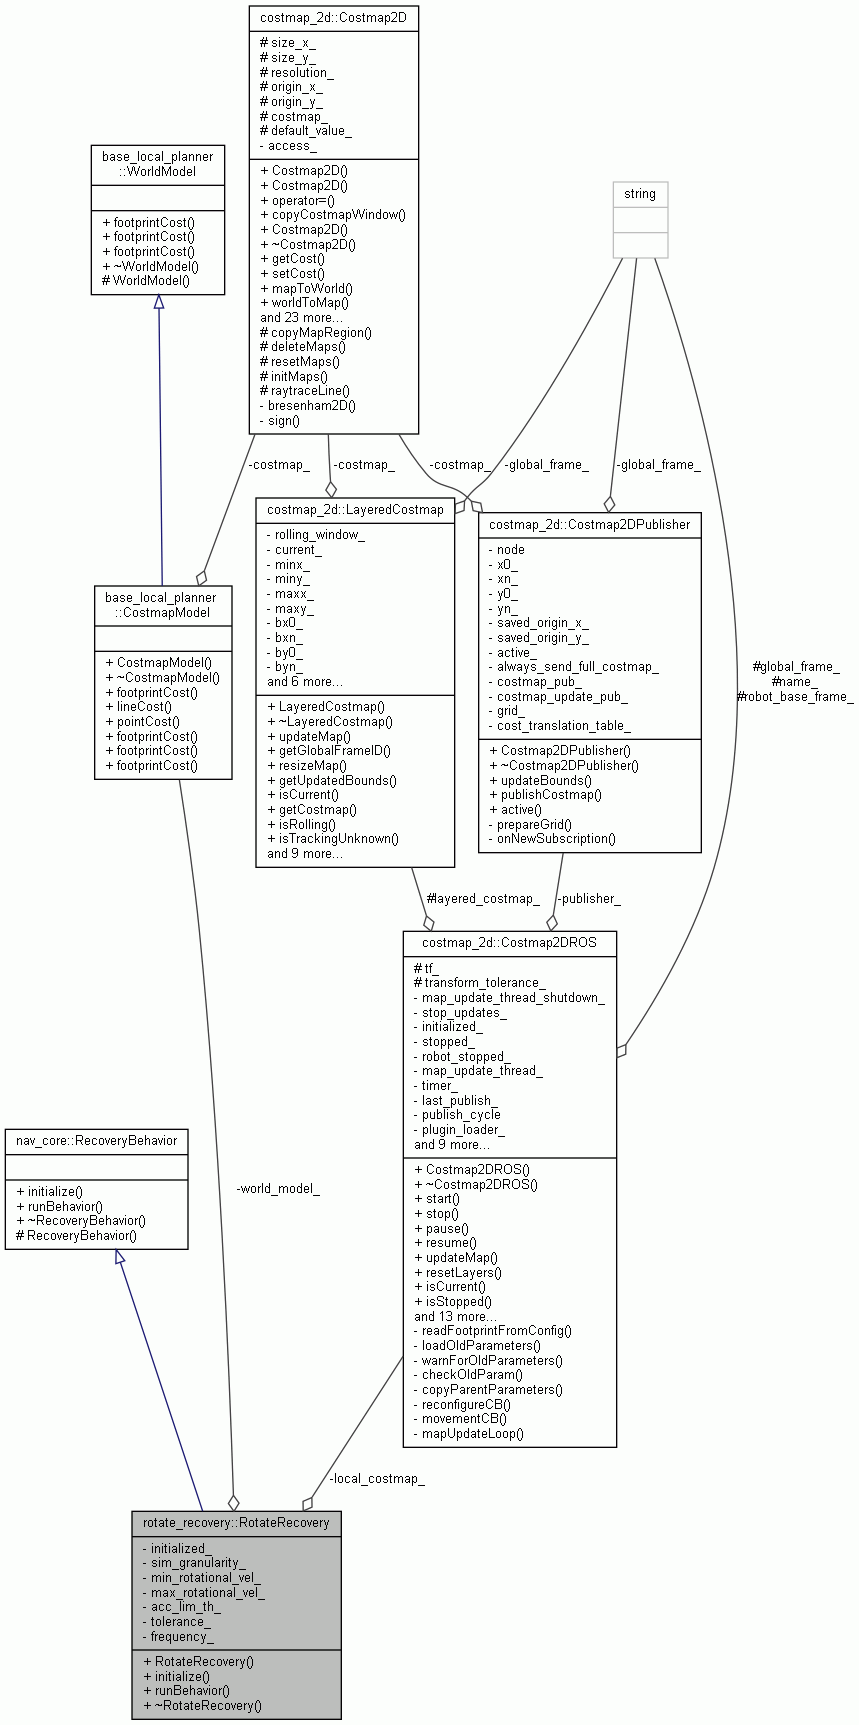 costmap_2d::Costmap2D
# size_x_
# size_y_
# resolution_
# origin_x_
# origin_y_
# costmap_
# default_value_
- access_
+ Costmap2D()
+ Costmap2D()
+ operator=()
+ copyCostmapWindow()
+ Costmap2D()
+ ~Costmap2D()
+ getCost()
+ setCost()
+ mapToWorld()
+ worldToMap()
and 23 more...
# copyMapRegion()
# deleteMaps()
# resetMaps()
# initMaps()
# raytraceLine()
- bresenham2D()
- sign()
base_local_planner
::WorldModel
+ footprintCost()
+ footprintCost()
+ footprintCost()
+ ~WorldModel()
# WorldModel()
string
-costmap_
-costmap_
-costmap_
-global_frame_
-global_frame_
costmap_2d::LayeredCostmap
- rolling_window_
- current_
- minx_
- miny_
- maxx_
- maxy_
- bx0_
- bxn_
- by0_
- byn_
and 6 more...
+ LayeredCostmap()
+ ~LayeredCostmap()
+ updateMap()
+ getGlobalFrameID()
+ resizeMap()
+ getUpdatedBounds()
+ isCurrent()
+ getCostmap()
+ isRolling()
+ isTrackingUnknown()
and 9 more...
costmap_2d::Costmap2DPublisher
- node
- x0_
- xn_
- y0_
- yn_
- saved_origin_x_
- saved_origin_y_
- active_
- always_send_full_costmap_
- costmap_pub_
- costmap_update_pub_
- grid_
- cost_translation_table_
+ Costmap2DPublisher()
+ ~Costmap2DPublisher()
+ updateBounds()
+ publishCostmap()
+ active()
- prepareGrid()
- onNewSubscription()
base_local_planner
::CostmapModel
+ CostmapModel()
+ ~CostmapModel()
+ footprintCost()
+ lineCost()
+ pointCost()
+ footprintCost()
+ footprintCost()
+ footprintCost()
#global_frame_
#name_
#robot_base_frame_
#layered_costmap_
-publisher_
costmap_2d::Costmap2DROS
# tf_
# transform_tolerance_
- map_update_thread_shutdown_
- stop_updates_
- initialized_
- stopped_
- robot_stopped_
- map_update_thread_
- timer_
- last_publish_
- publish_cycle
- plugin_loader_
and 9 more...
+ Costmap2DROS()
+ ~Costmap2DROS()
+ start()
+ stop()
+ pause()
+ resume()
+ updateMap()
+ resetLayers()
+ isCurrent()
+ isStopped()
and 13 more...
- readFootprintFromConfig()
- loadOldParameters()
- warnForOldParameters()
- checkOldParam()
- copyParentParameters()
- reconfigureCB()
- movementCB()
- mapUpdateLoop()
nav_core::RecoveryBehavior
+ initialize()
+ runBehavior()
+ ~RecoveryBehavior()
# RecoveryBehavior()
-world_model_
-local_costmap_
rotate_recovery::RotateRecovery
- initialized_
- sim_granularity_
- min_rotational_vel_
- max_rotational_vel_
- acc_lim_th_
- tolerance_
- frequency_
+ RotateRecovery()
+ initialize()
+ runBehavior()
+ ~RotateRecovery()